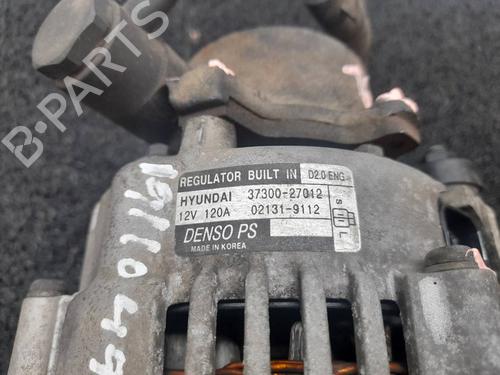 B-PARTS
REGULATOR BUILT IN D2.0 ENG
HYUNDAI 37300-27012
12V 120A 02131-9112
DENSO PS
MADE IN KOREA
S
L